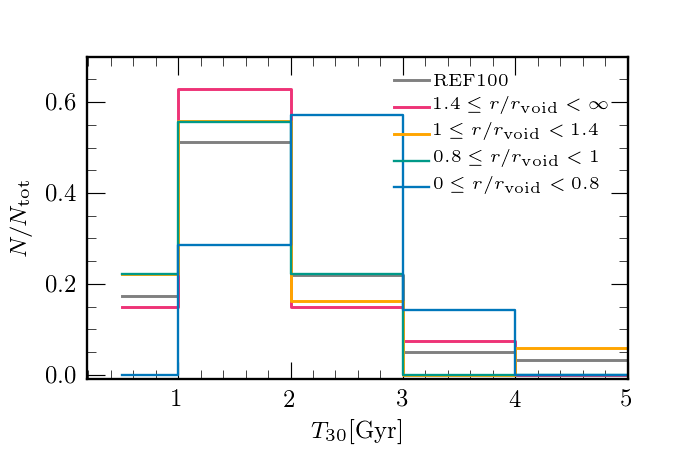 REF100
1.4 ≤ r/r_void < ∞
1 ≤ r/r_void < 1.4
0.8 ≤ r/r_void < 1
0 ≤ r/r_void < 0.8
0.6
0.4
0.2
0.0
N/N_tot
1 2 3 4 5
T_30[Gyr]